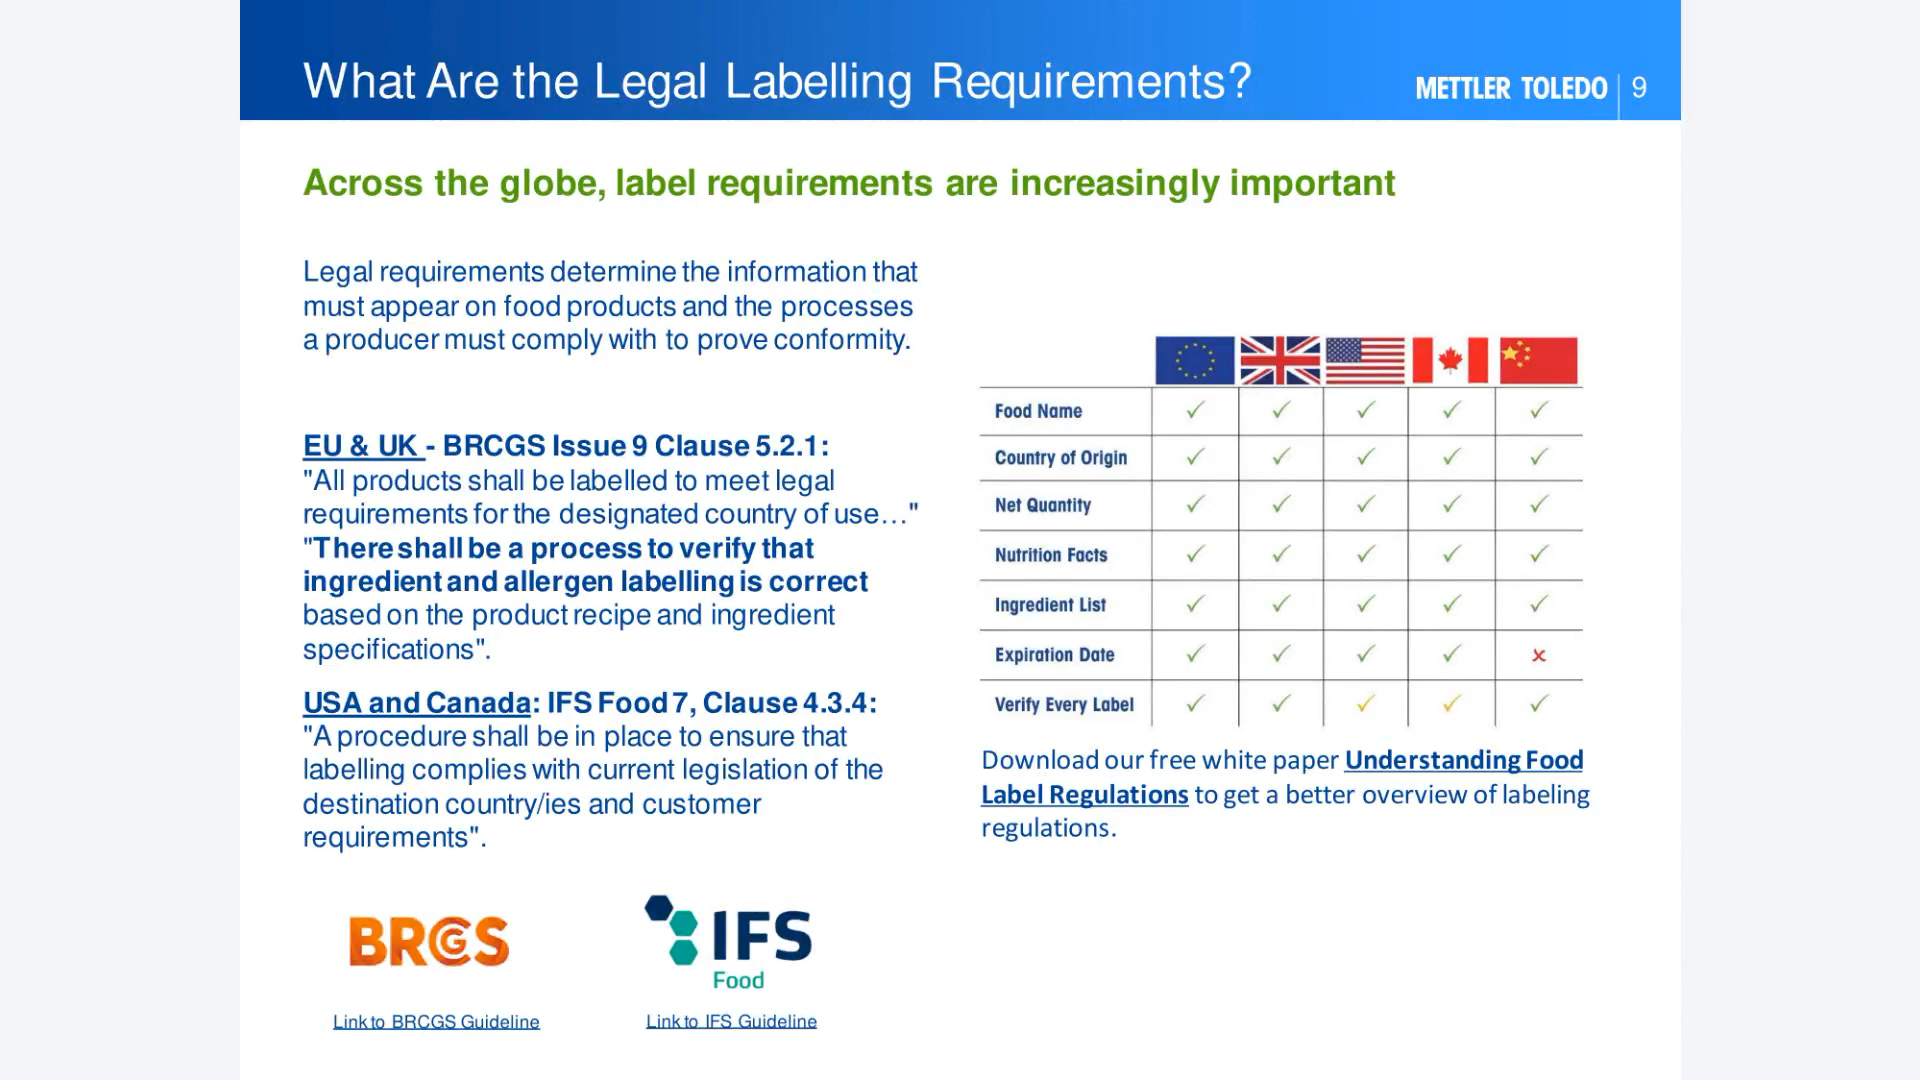 What Are the Legal Labelling Requirements?
METTLER TOLEDO
9
Across the globe, label requirements are increasingly important
Legal requirements determine the information that
must appear on food products and the processes
a producer must comply with to prove conformity.
EU & UK - BRCGS Issue 9 Clause 5.2.1:
"All products shall be labelled to meet legal
requirements for the designated country of use…"
"There shall be a process to verify that
ingredient and allergen labelling is correct
based on the product recipe and ingredient
specifications".
USA and Canada: IFS Food 7, Clause 4.3.4:
"A procedure shall be in place to ensure that
labelling complies with current legislation of the
destination country/ies and customer
requirements".
BRCGS
IFS
Food
Link to BRCGS Guideline
Link to IFS Guideline
Food Name ✓ ✓ ✓ ✓ ✓
Country of Origin ✓ ✓ ✓ ✓ ✓
Net Quantity ✓ ✓ ✓ ✓ ✓
Nutrition Facts ✓ ✓ ✓ ✓ ✓
Ingredient List ✓ ✓ ✓ ✓ ✓
Expiration Date ✓ ✓ ✓ ✓ ✗
Verify Every Label ✓ ✓ ✓ ✓ ✓
Download our free white paper Understanding Food
Label Regulations to get a better overview of labeling
regulations.